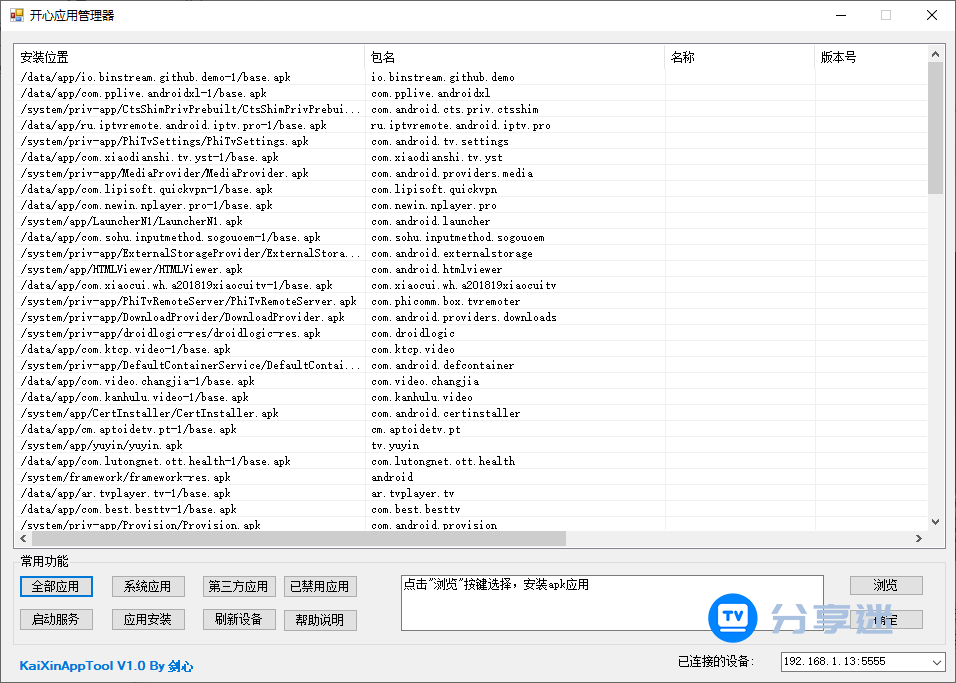 开心应用管理器
安装位置 包名 名称 版本号
/data/app/io.binstream.github.demo-1/base.apk io.binstream.github.demo
/data/app/com.pplive.androidxl-1/base.apk com.pplive.androidxl
/system/priv-app/CtsShimPrivPrebuilt/CtsShimPrivPrebui... com.android.cts.priv.ctsshim
/data/app/ru.iptvremote.android.iptv.pro-1/base.apk ru.iptvremote.android.iptv.pro
/system/priv-app/PhiTvSettings/PhiTvSettings.apk com.android.tv.settings
/data/app/com.xiaodianshi.tv.yst-1/base.apk com.xiaodianshi.tv.yst
/system/priv-app/MediaProvider/MediaProvider.apk com.android.providers.media
/data/app/com.lipisoft.quickvpn-1/base.apk com.lipisoft.quickvpn
/data/app/com.newin.nplayer.pro-1/base.apk com.newin.nplayer.pro
/system/app/LauncherN1/LauncherN1.apk com.android.launcher
/data/app/com.sohu.inputmethod.sogouoem-1/base.apk com.sohu.inputmethod.sogouoem
/system/priv-app/ExternalStorageProvider/ExternalStora... com.android.externalstorage
/system/app/HTMLViewer/HTMLViewer.apk com.android.htmlviewer
/data/app/com.xiaocui.wh.a201819xiaocuitv-1/base.apk com.xiaocui.wh.a201819xiaocuitv
/system/priv-app/PhiTvRemoteServer/PhiTvRemoteServer.apk com.phicomm.box.tvremoter
/system/priv-app/DownloadProvider/DownloadProvider.apk com.android.providers.downloads
/system/priv-app/droidlogic-res/droidlogic-res.apk com.droidlogic
/data/app/com.ktcp.video-1/base.apk com.ktcp.video
/system/priv-app/DefaultContainerService/DefaultContai... com.android.defcontainer
/data/app/com.video.changjia-1/base.apk com.video.changjia
/data/app/com.kanhulu.video-1/base.apk com.kanhulu.video
/system/app/CertInstaller/CertInstaller.apk com.android.certinstaller
/data/app/cm.aptoidetv.pt-1/base.apk cm.aptoidetv.pt
/system/app/yuyin/yuyin.apk tv.yuyin
/data/app/com.lutongnet.ott.health-1/base.apk com.lutongnet.ott.health
/system/framework/framework-res.apk android
/data/app/ar.tvplayer.tv-1/base.apk ar.tvplayer.tv
/data/app/com.best.besttv-1/base.apk com.best.besttv
/system/priv-app/Provision/Provision.apk com.android.provision
常用功能
全部应用 系统应用 第三方应用 已禁用应用 点击"浏览"按键选择，安装apk应用 浏览
启动服务 应用安装 刷新设备 帮助说明 TV 分享迷 确定
KaiXinAppTool V1.0 By 剑心 已连接的设备： 192.168.1.13:5555